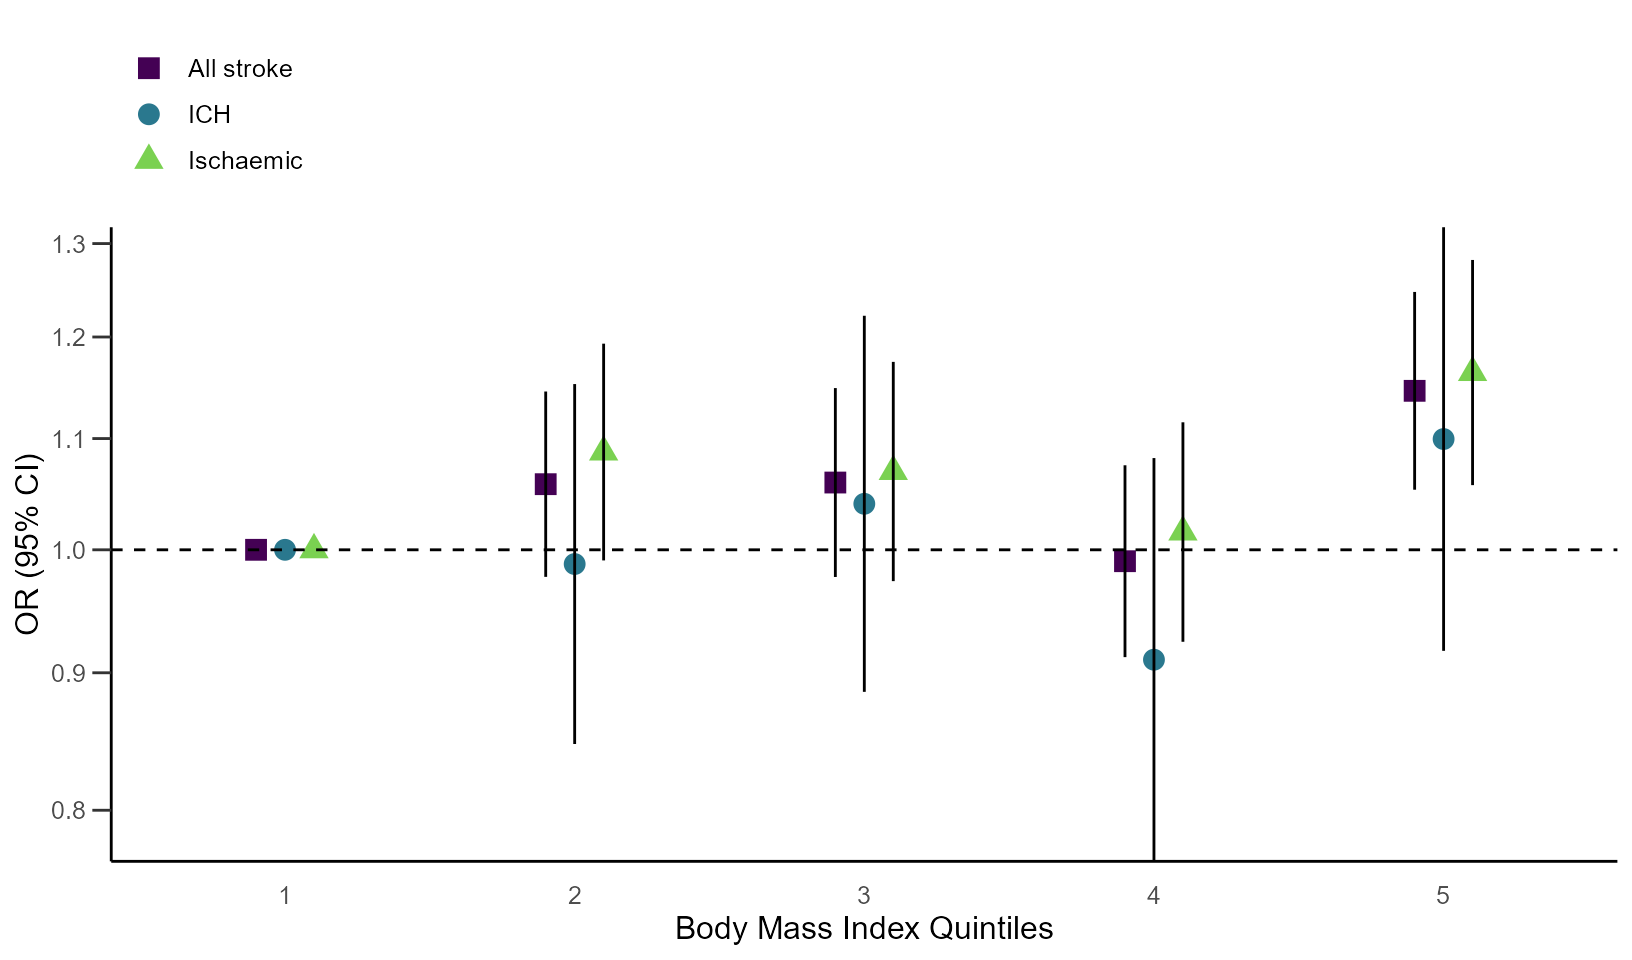 All stroke
ICH
Ischaemic
1.3
1.2
1.1
1.0
0.9
0.8
OR (95% CI)
1 2 3 4 5
Body Mass Index Quintiles